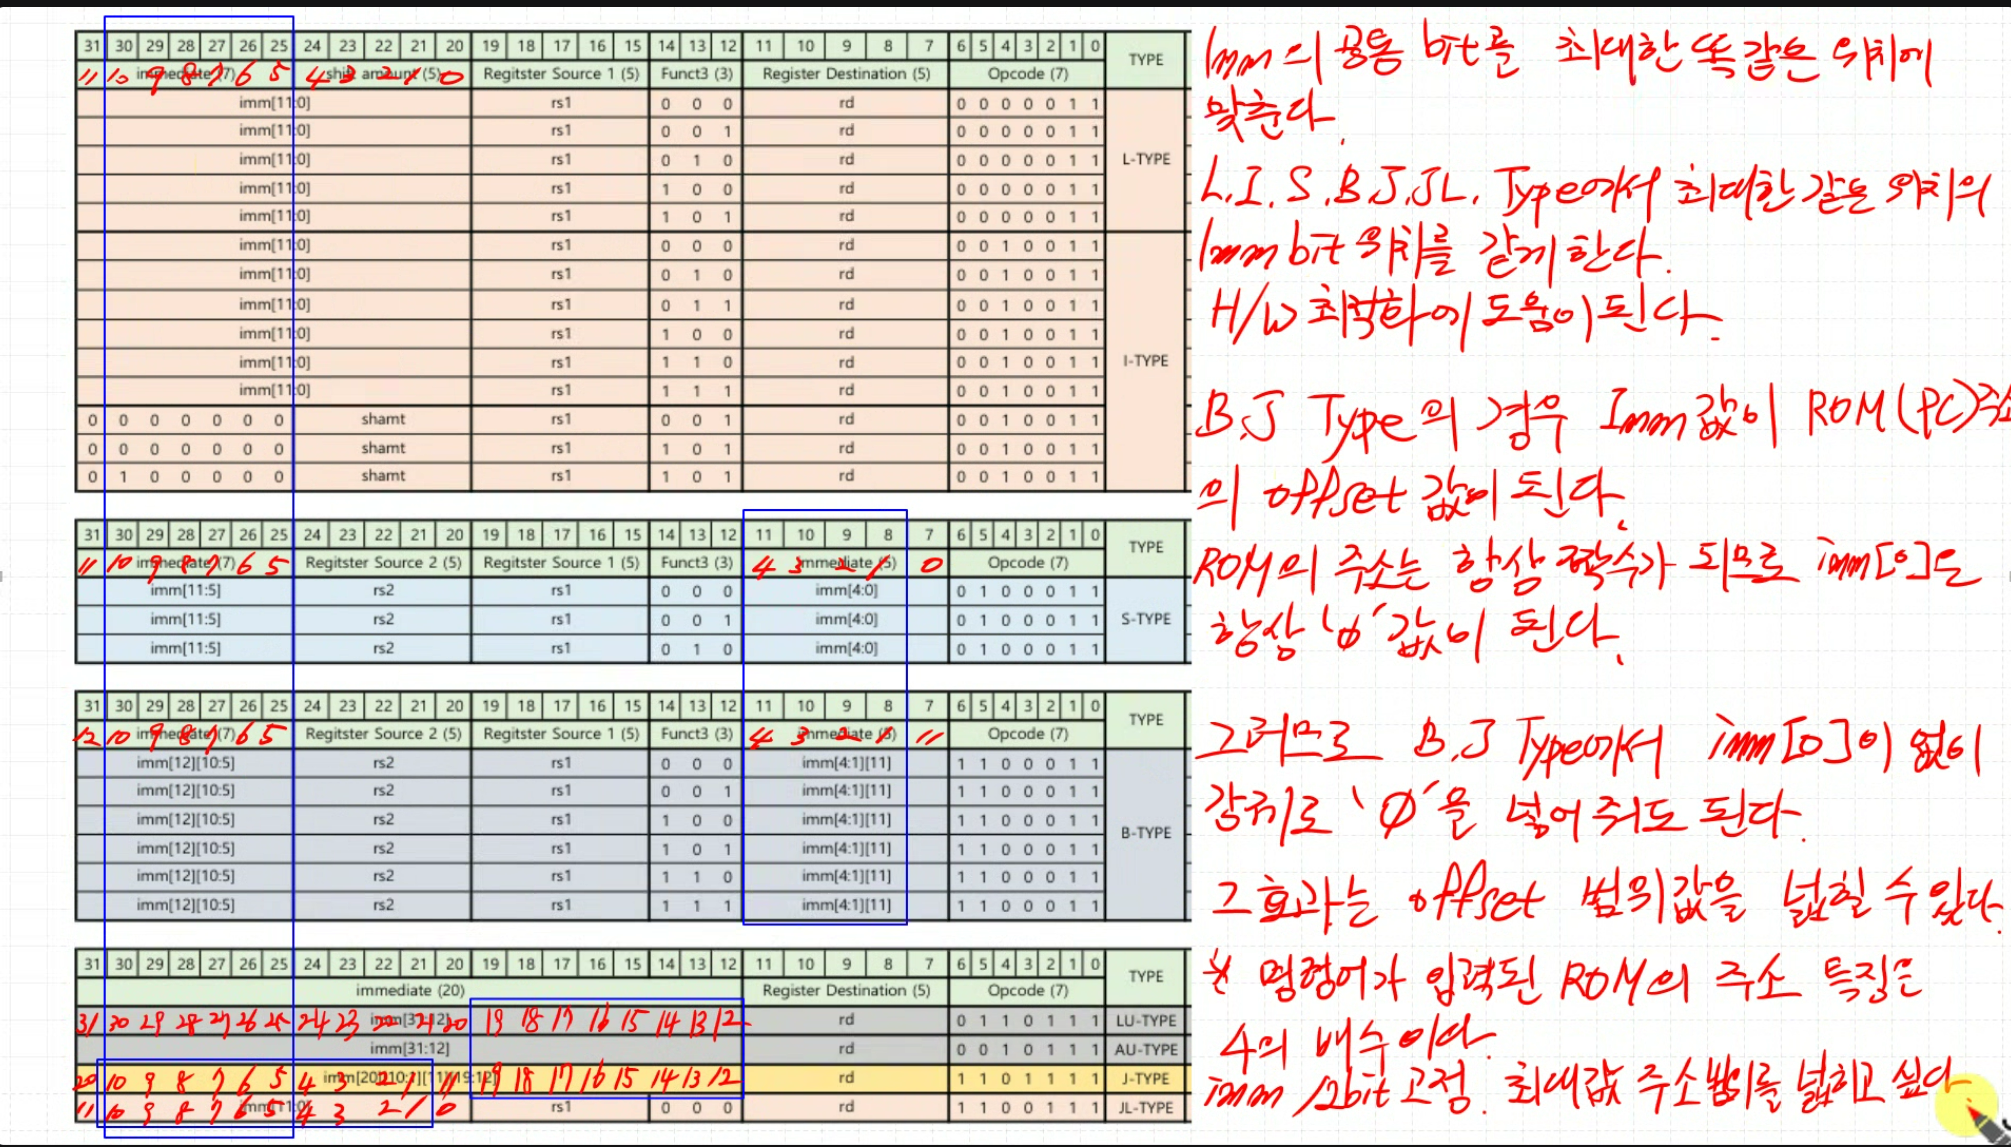 31 30 29 28 27 26 25 24 23 22 21 20 19 18 17 16 15 14 13 12 11 10 9 8 7 6 5 4 3 2 1 0 TYPE
immediate (7) shift amount (5) Regitster Source 1 (5) Funct3 (3) Register Destination (5) Opcode (7)
11 10 9 8 7 6 5 4 3 2 1 0
imm[11:0] rs1 0 0 0 rd 0 0 0 0 0 1 1
imm[11:0] rs1 0 0 1 rd 0 0 0 0 0 1 1
imm[11:0] rs1 0 1 0 rd 0 0 0 0 0 1 1 L-TYPE
imm[11:0] rs1 1 0 0 rd 0 0 0 0 0 1 1
imm[11:0] rs1 1 0 1 rd 0 0 0 0 0 1 1
imm[11:0] rs1 0 0 0 rd 0 0 1 0 0 1 1
imm[11:0] rs1 0 1 0 rd 0 0 1 0 0 1 1
imm[11:0] rs1 0 1 1 rd 0 0 1 0 0 1 1
imm[11:0] rs1 1 0 0 rd 0 0 1 0 0 1 1
imm[11:0] rs1 1 1 0 rd 0 0 1 0 0 1 1 I-TYPE
imm[11:0] rs1 1 1 1 rd 0 0 1 0 0 1 1
0 0 0 0 0 0 0 shamt rs1 0 0 1 rd 0 0 1 0 0 1 1
0 0 0 0 0 0 0 shamt rs1 1 0 1 rd 0 0 1 0 0 1 1
0 1 0 0 0 0 0 shamt rs1 1 0 1 rd 0 0 1 0 0 1 1
31 30 29 28 27 26 25 24 23 22 21 20 19 18 17 16 15 14 13 12 11 10 9 8 7 6 5 4 3 2 1 0 TYPE
immediate (7) Regitster Source 2 (5) Regitster Source 1 (5) Funct3 (3) immediate (5) Opcode (7)
11 10 9 8 7 6 5 4 3 2 1 0
imm[11:5] rs2 rs1 0 0 0 imm[4:0] 0 1 0 0 0 1 1
imm[11:5] rs2 rs1 0 0 1 imm[4:0] 0 1 0 0 0 1 1 S-TYPE
imm[11:5] rs2 rs1 0 1 0 imm[4:0] 0 1 0 0 0 1 1
31 30 29 28 27 26 25 24 23 22 21 20 19 18 17 16 15 14 13 12 11 10 9 8 7 6 5 4 3 2 1 0 TYPE
immediate (7) Regitster Source 2 (5) Regitster Source 1 (5) Funct3 (3) immediate (5) Opcode (7)
12 10 9 8 7 6 5 4 3 2 1 11
imm[12][10:5] rs2 rs1 0 0 0 imm[4:1][11] 1 1 0 0 0 1 1
imm[12][10:5] rs2 rs1 0 0 1 imm[4:1][11] 1 1 0 0 0 1 1
imm[12][10:5] rs2 rs1 1 0 0 imm[4:1][11] 1 1 0 0 0 1 1 B-TYPE
imm[12][10:5] rs2 rs1 1 0 1 imm[4:1][11] 1 1 0 0 0 1 1
imm[12][10:5] rs2 rs1 1 1 0 imm[4:1][11] 1 1 0 0 0 1 1
imm[12][10:5] rs2 rs1 1 1 1 imm[4:1][11] 1 1 0 0 0 1 1
31 30 29 28 27 26 25 24 23 22 21 20 19 18 17 16 15 14 13 12 11 10 9 8 7 6 5 4 3 2 1 0 TYPE
immediate (20) Register Destination (5) Opcode (7)
imm[31:12] rd 0 1 1 0 1 1 1 LU-TYPE
31 30 29 28 27 26 25 24 23 22 21 20 19 18 17 16 15 14 13 12
imm[31:12] rd 0 0 1 0 1 1 1 AU-TYPE
imm[20][10:1][11][19:12] rd 1 1 0 1 1 1 1 J-TYPE
20 10 9 8 7 6 5 4 3 2 1 11 19 18 17 16 15 14 13 12
imm[11:0] rs1 0 0 0 rd 1 1 0 0 1 1 1 JL-TYPE
11 10 9 8 7 6 5 4 3 2 1 0
Imm의 공통 bit를 최대한 똑같은 위치에
맞춘다.
L.I.S.B.J.JL. Type에서 최대한 같은 위치의
Imm bit 위치를 같게 한다.
H/W 최적화에 도움이 된다.
B.J Type의 경우 Imm 값이 ROM(PC)주소
의 offset 값이 된다.
ROM의 주소는 항상 짝수가 되므로 imm[0]은
항상 '0' 값이 된다.
그러므로 B.J Type에서 imm[0]이 없이
강제로 '0'을 넣어 줘도 된다.
그 효과는 offset 범위값을 넓힐 수 있다.
* 명령어가 입력된 ROM의 주소 특징은
4의 배수이다.
imm 12bit 고정. 최대값 주소범위를 넓히고 싶다.